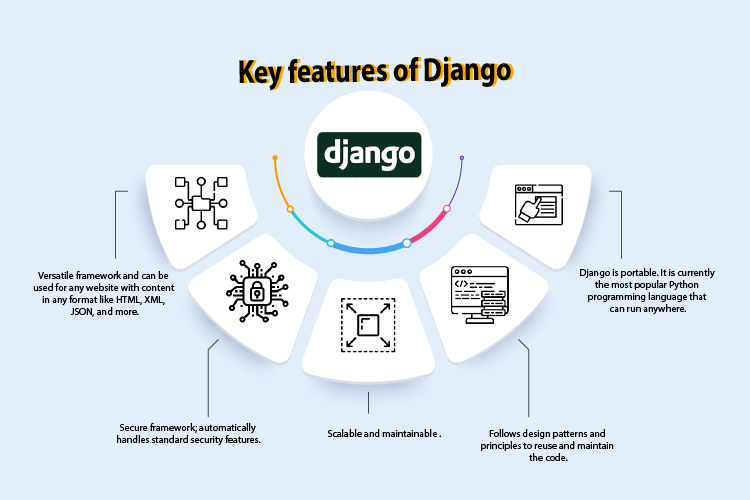 Key features of Django
django
Versatile framework and can be
used for any website with content
in any format like HTML, XML,
JSON, and more.
Secure framework; automatically
handles standard security features.
Scalable and maintainable .
Follows design patterns and
principles to reuse and maintain
the code.
Django is portable. It is currently
the most popular Python
programming language that
can run anywhere.